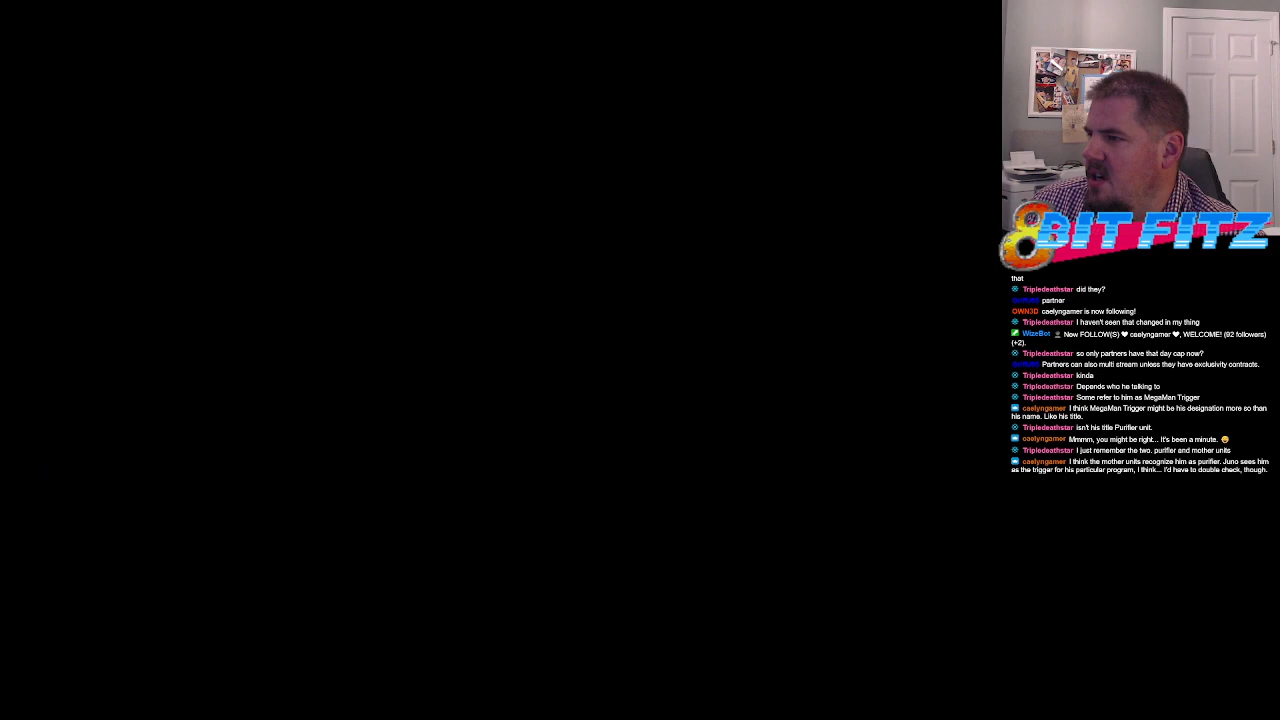 8BIT FITZ
that
Tripledeathstar did they?
partner
OWN3D caelyngamer is now following!
Tripledeathstar I haven't seen that changed in my thing
WizeBot New FOLLOW(S) ❤ caelyngamer ❤, WELCOME! (92 followers)
(+2).
Tripledeathstar so only partners have that day cap now?
Partners can also multi stream unless they have exclusivity contracts.
Tripledeathstar kinda
Tripledeathstar Depends who he talking to
Tripledeathstar Some refer to him as MegaMan Trigger
caelyngamer I think MegaMan Trigger might be his designation more so than
his name. Like his title.
Tripledeathstar isn't his title Purifier unit.
caelyngamer Mmmm, you might be right... It's been a minute. 😅
Tripledeathstar I just remember the two. purifier and mother units
caelyngamer I think the mother units recognize him as purifier. Juno sees him
as the trigger for his particular program, I think... I'd have to double check, though.